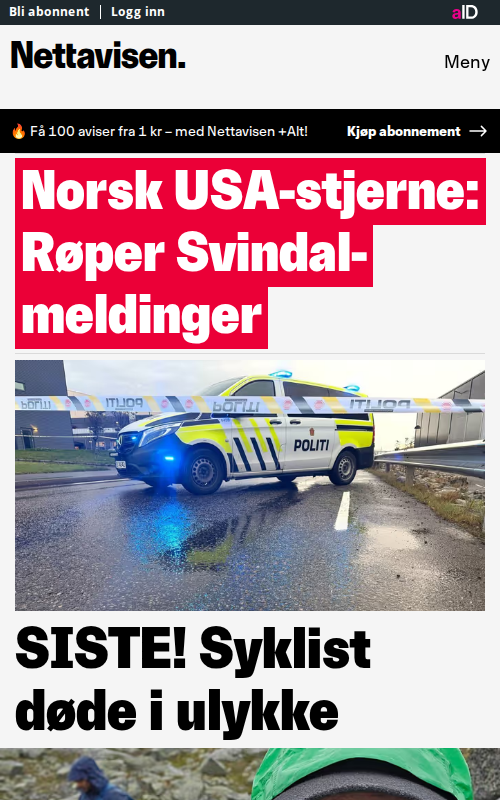 Bli abonnent
Logg inn
aID
Nettavisen.
Meny
🔥 Få 100 aviser fra 1 kr – med Nettavisen +Alt!
Kjøp abonnement →
Norsk USA-stjerne:
Røper Svindal-
meldinger
POLITI
POLITI
POLITI
POLITI
SISTE! Syklist
døde i ulykke